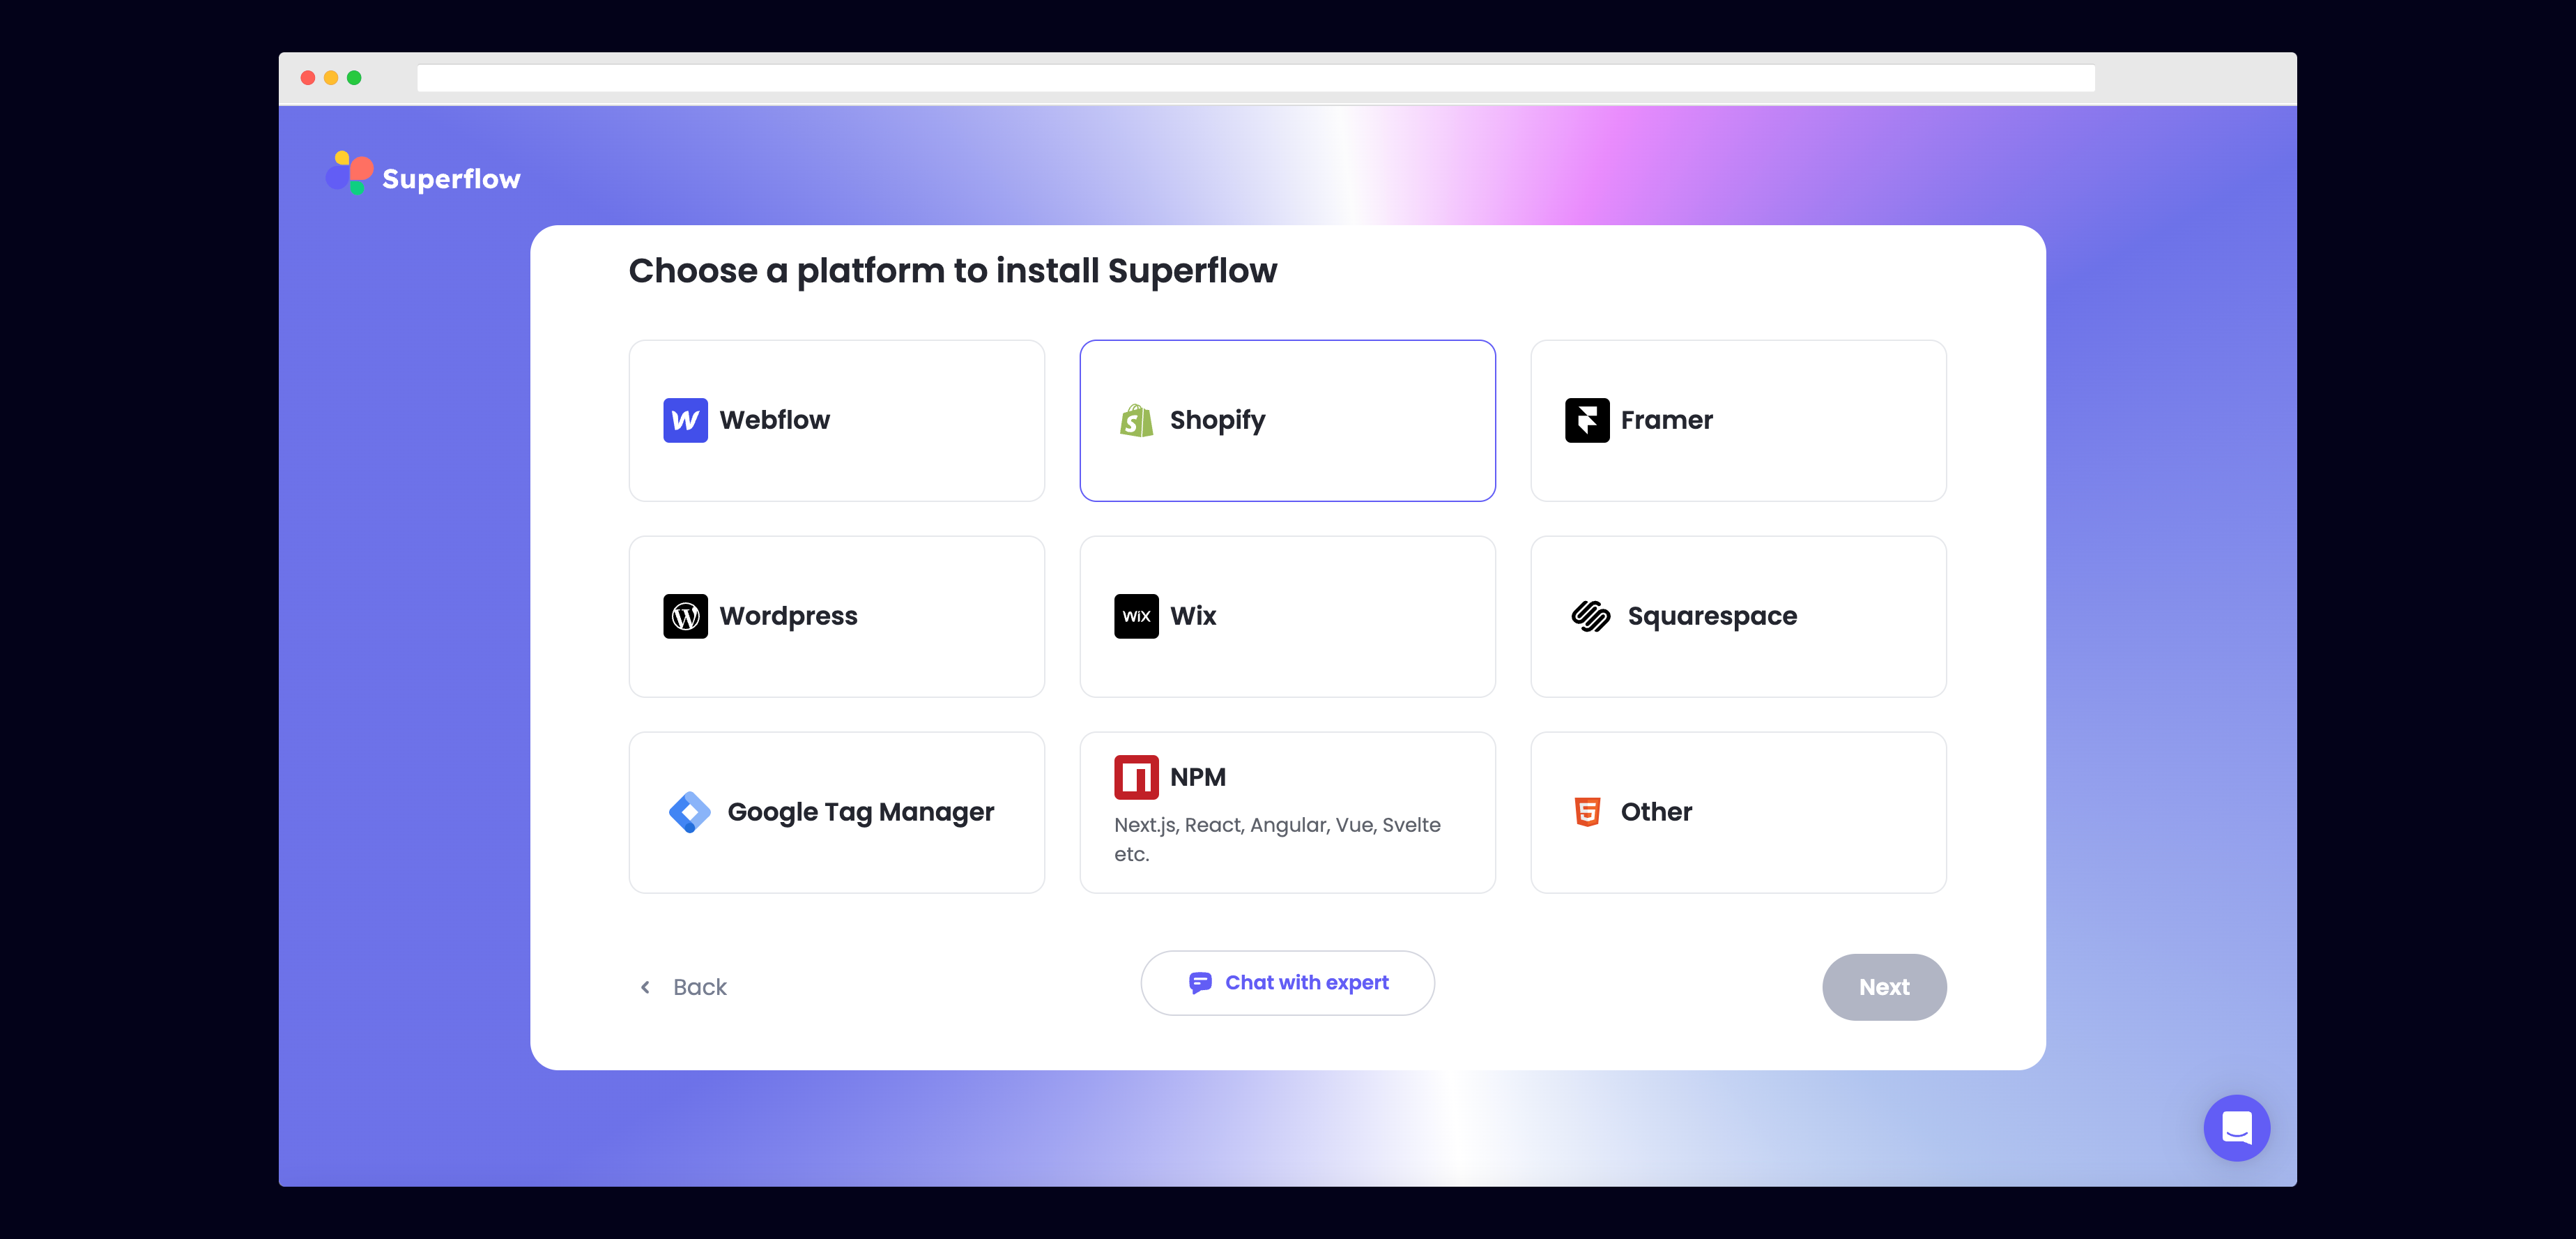 Superflow
Choose a platform to install Superflow
Webflow
Shopify
Framer
Wordpress
WiX
Wix
Squarespace
Google Tag Manager
NPM
Next.js, React, Angular, Vue, Svelte
etc.
Other
Back
Chat with expert
Next